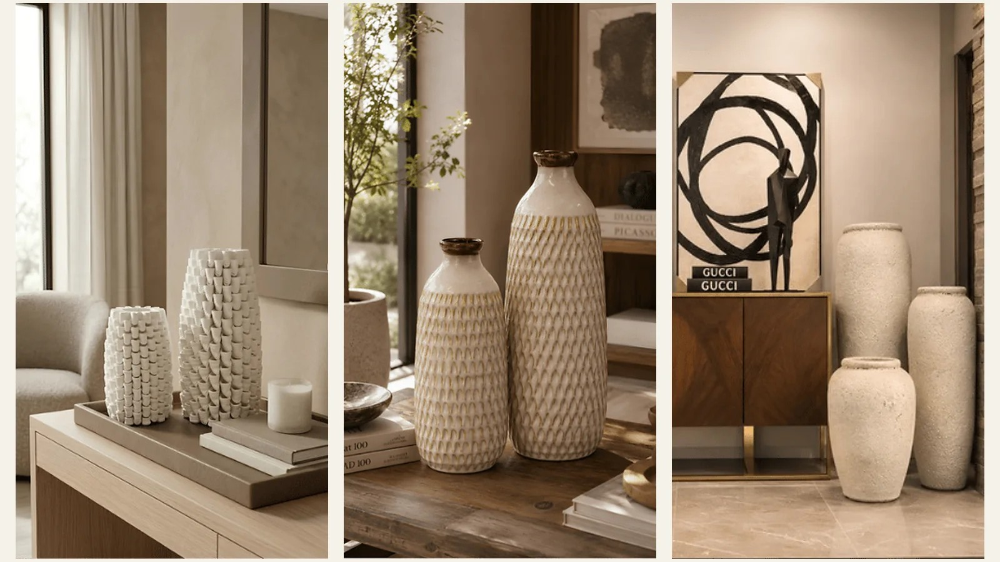 DIALOGU
PICASSO
at 100
AD 100
GUCCI
GUCCI